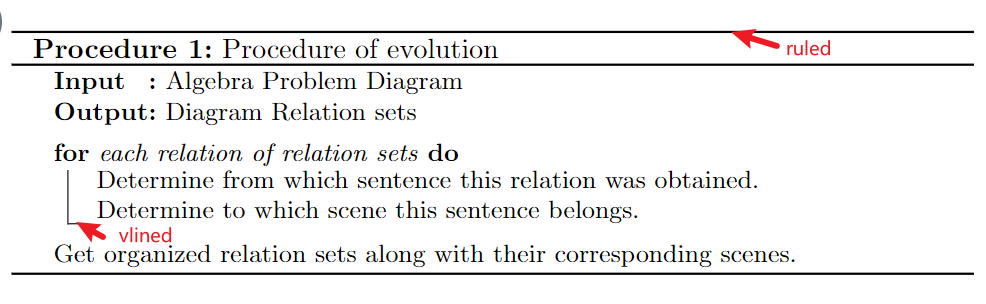 Procedure 1: Procedure of evolution
ruled
Input : Algebra Problem Diagram
Output: Diagram Relation sets
for each relation of relation sets do
Determine from which sentence this relation was obtained.
Determine to which scene this sentence belongs.
vlined
Get organized relation sets along with their corresponding scenes.